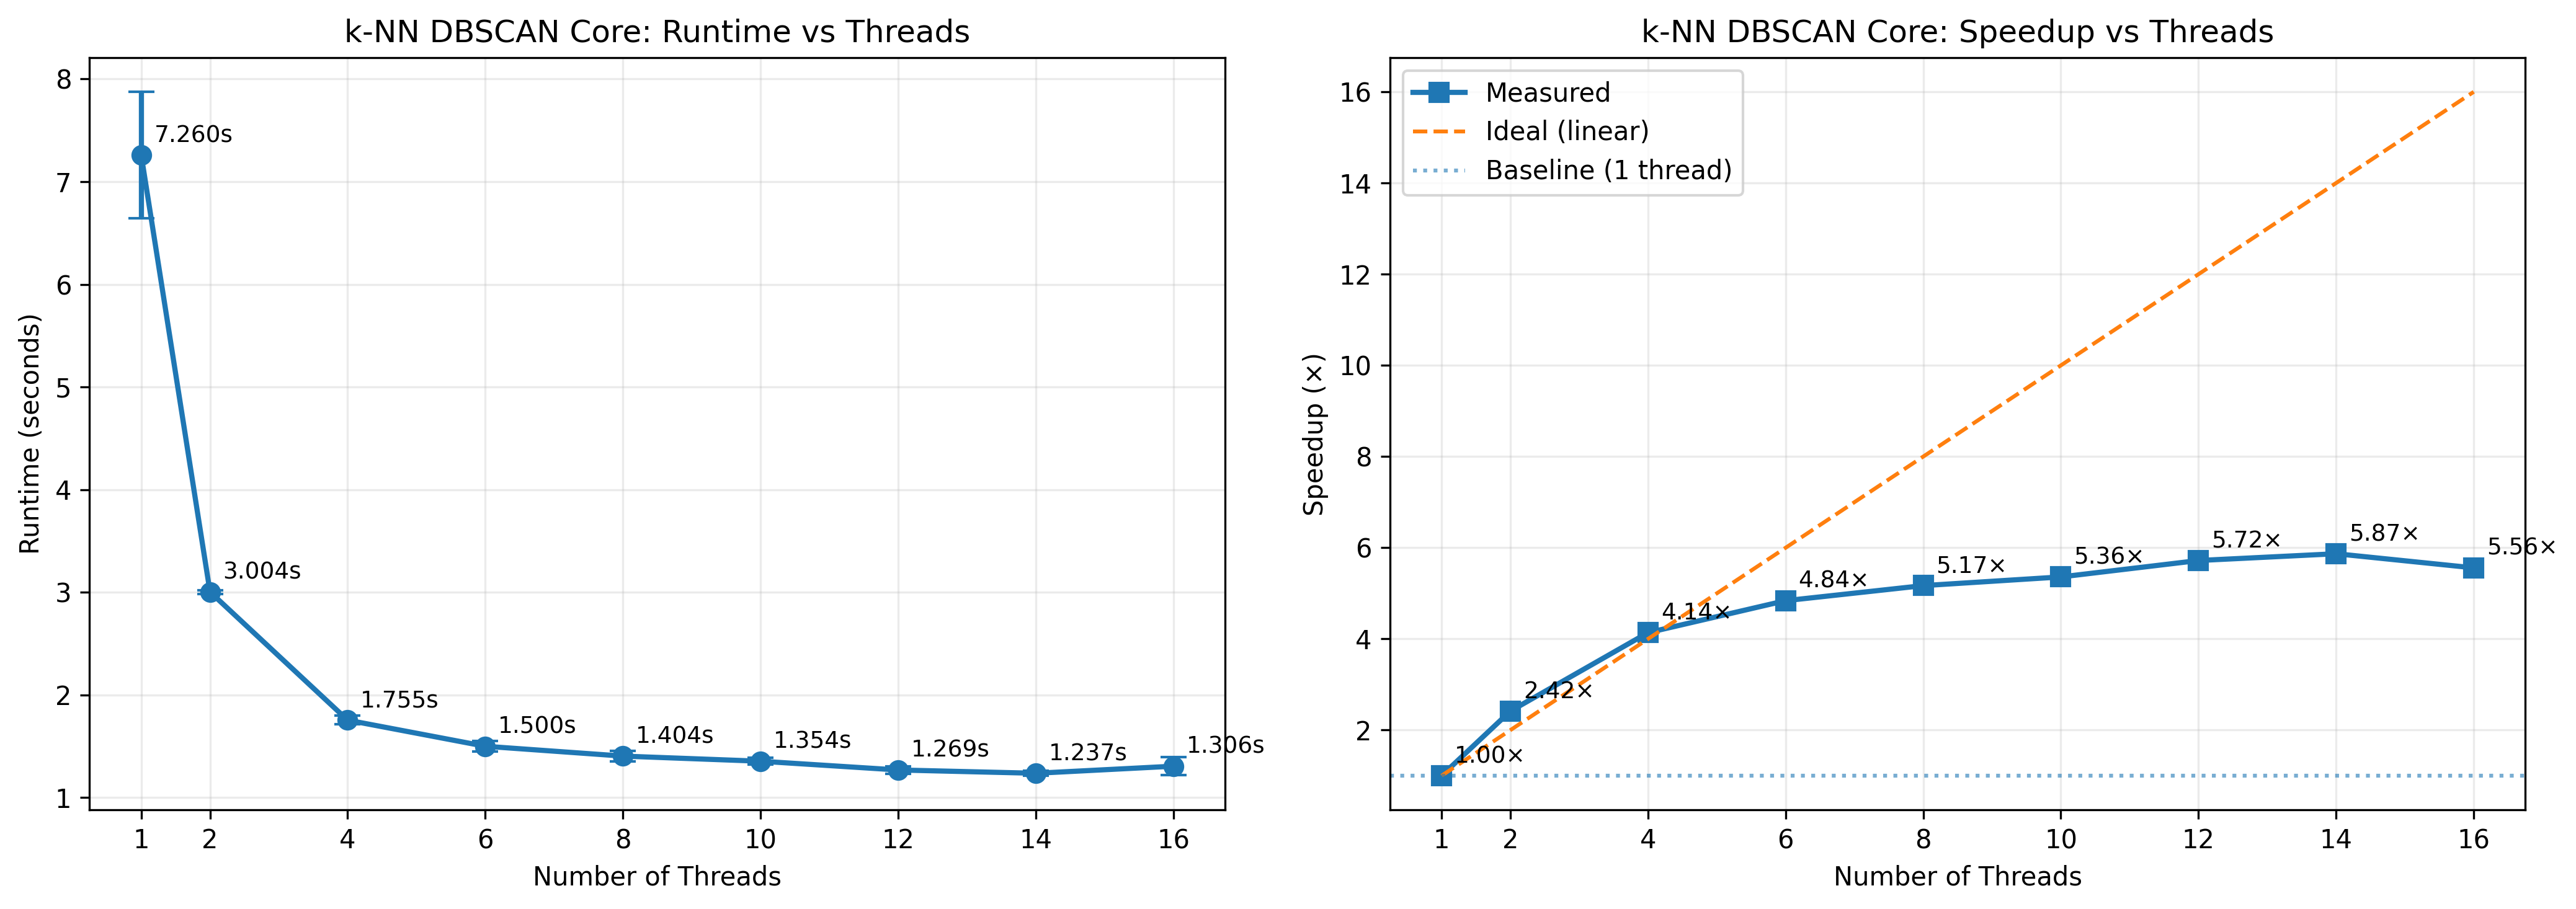 k-NN DBSCAN Core: Runtime vs Threads
8
7
6
5
4
3
2
1
Runtime (seconds)
7.260s
3.004s
1.755s
1.500s
1.404s
1.354s
1.269s
1.237s
1.306s
1 2 4 6 8 10 12 14 16
Number of Threads
k-NN DBSCAN Core: Speedup vs Threads
Measured
Ideal (linear)
Baseline (1 thread)
16
14
12
10
8
6
4
2
Speedup (×)
1.00×
2.42×
4.14×
4.84×
5.17×
5.36×
5.72×
5.87×
5.56×
1 2 4 6 8 10 12 14 16
Number of Threads